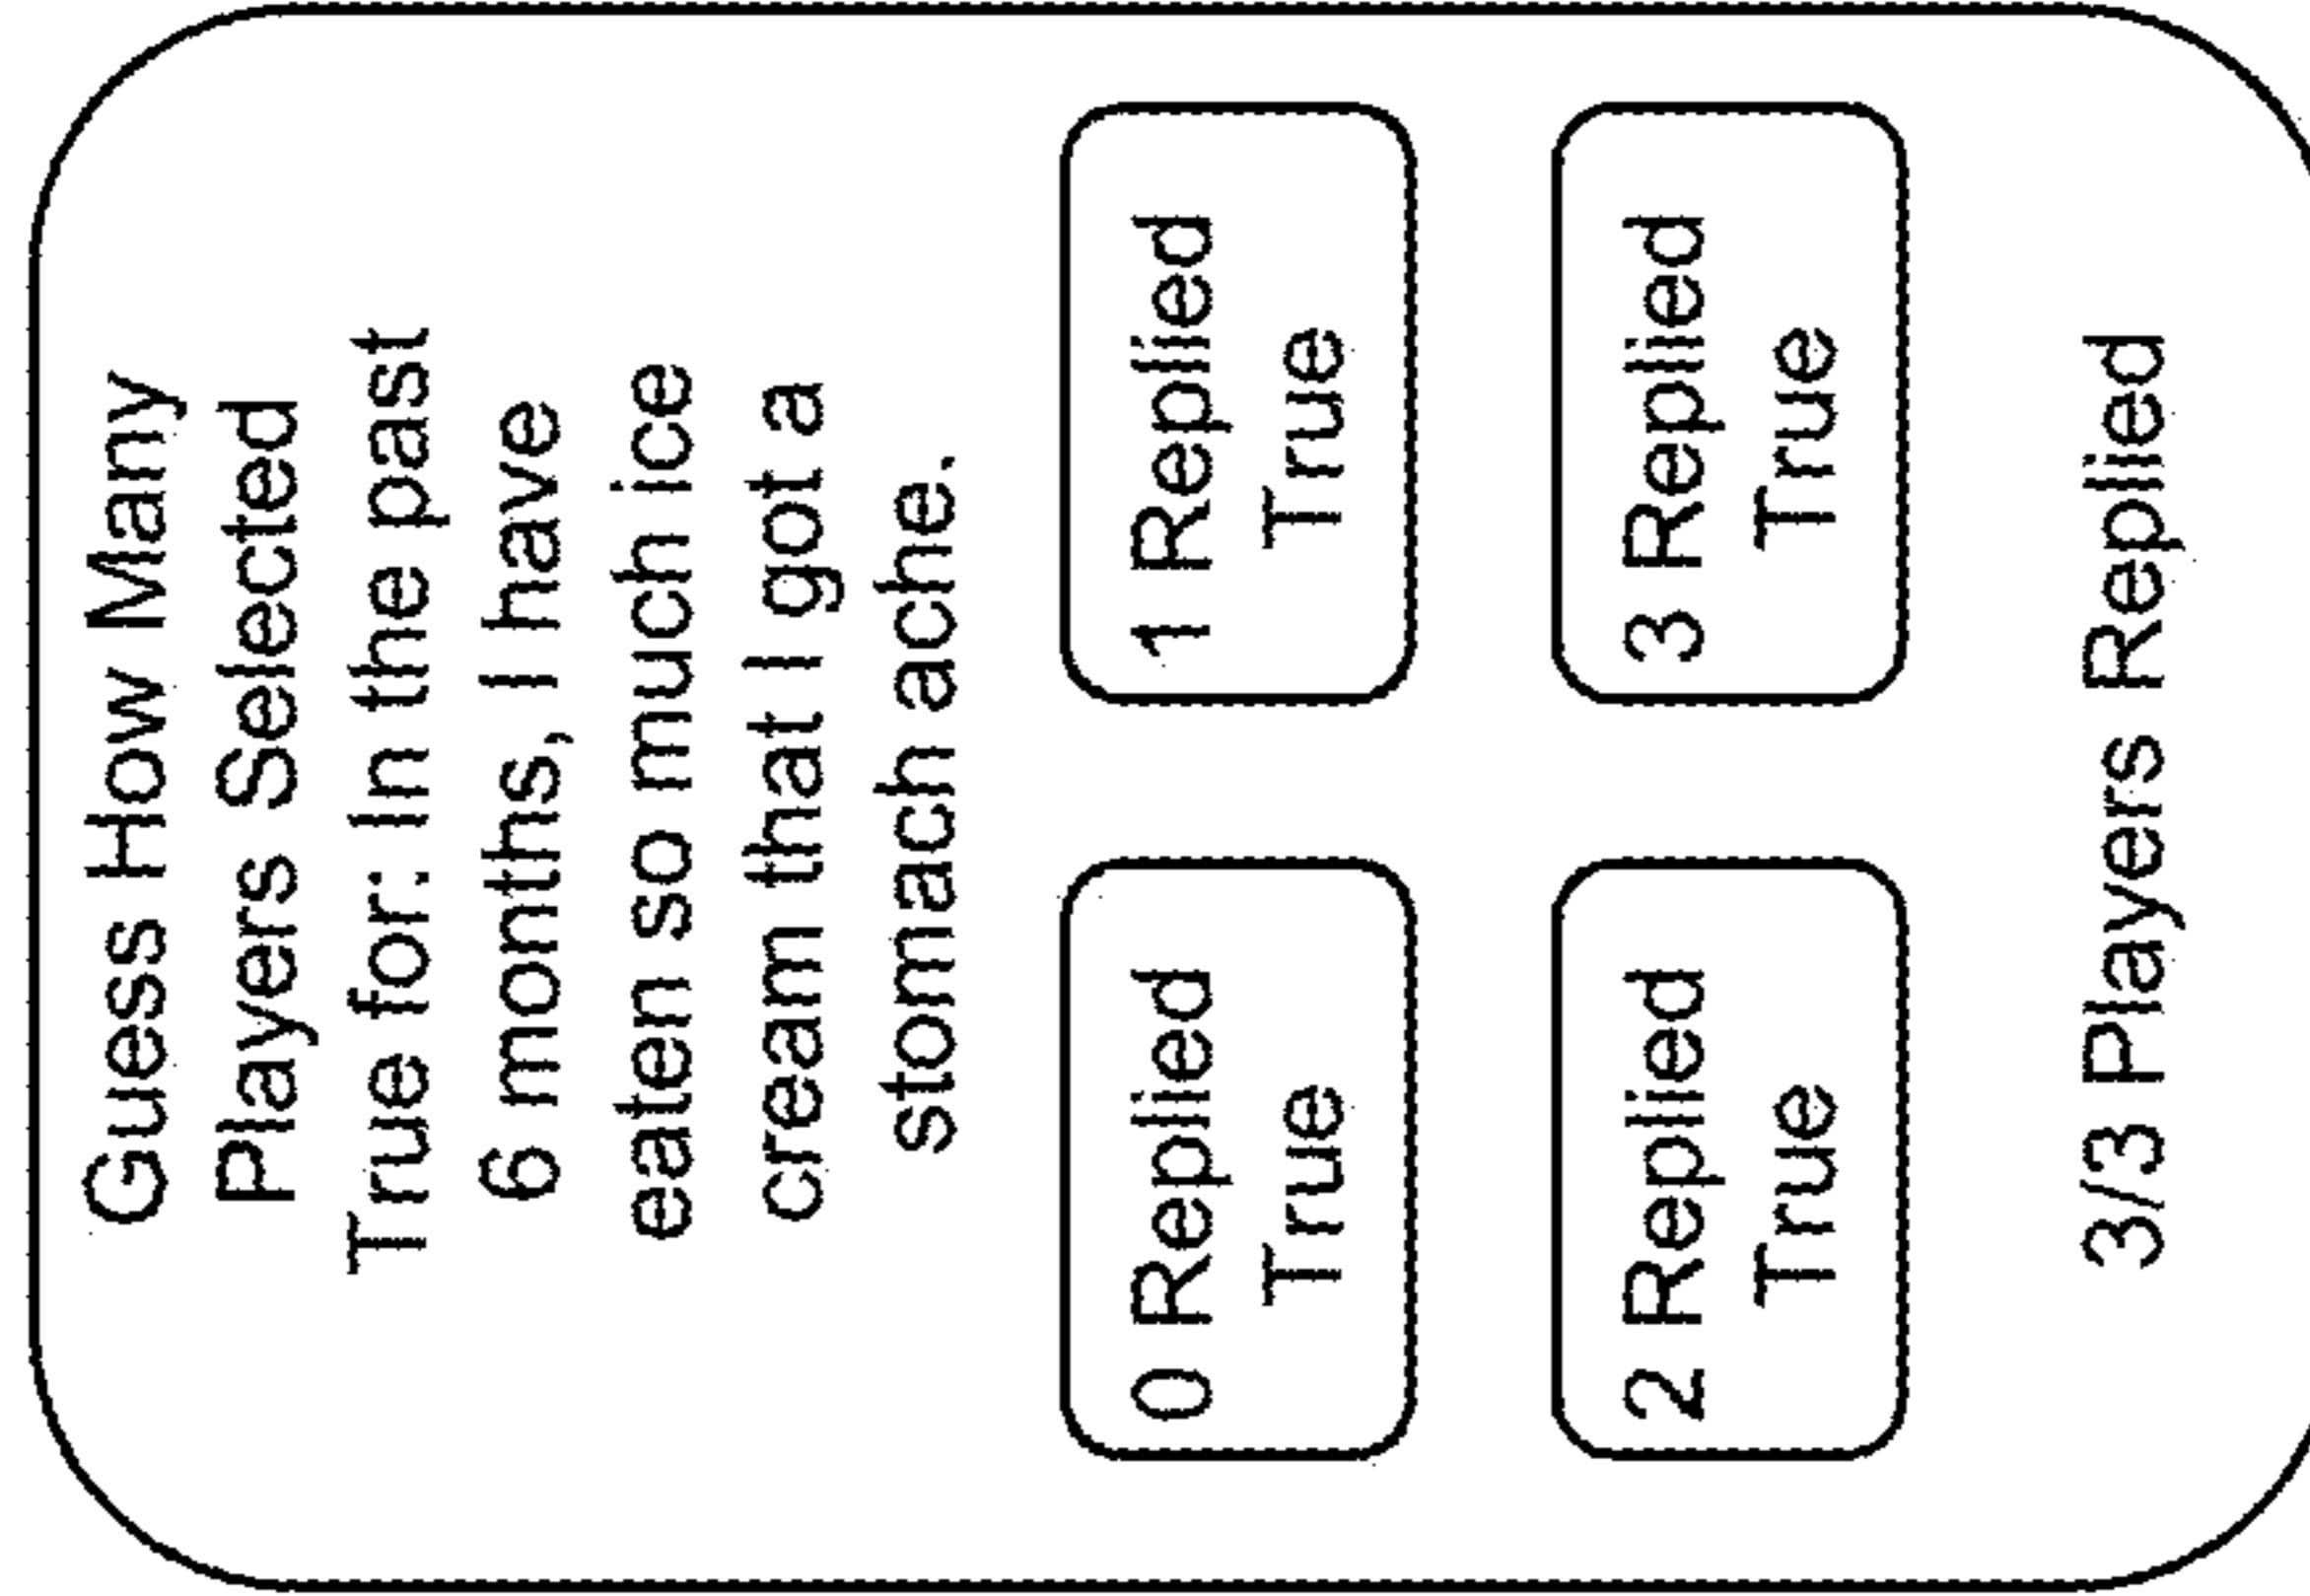 Guess How Many
Players Selected
True for: In the past
6 months, I have
eaten so much ice
cream that I got a
stomach ache.
0 Replied
True
1 Replied
True
2 Replied
True
3 Replied
True
3/3 Players Replied